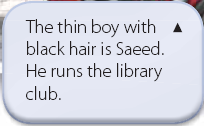 The thin boy with ▲
black hair is Saeed.
He runs the library
club.